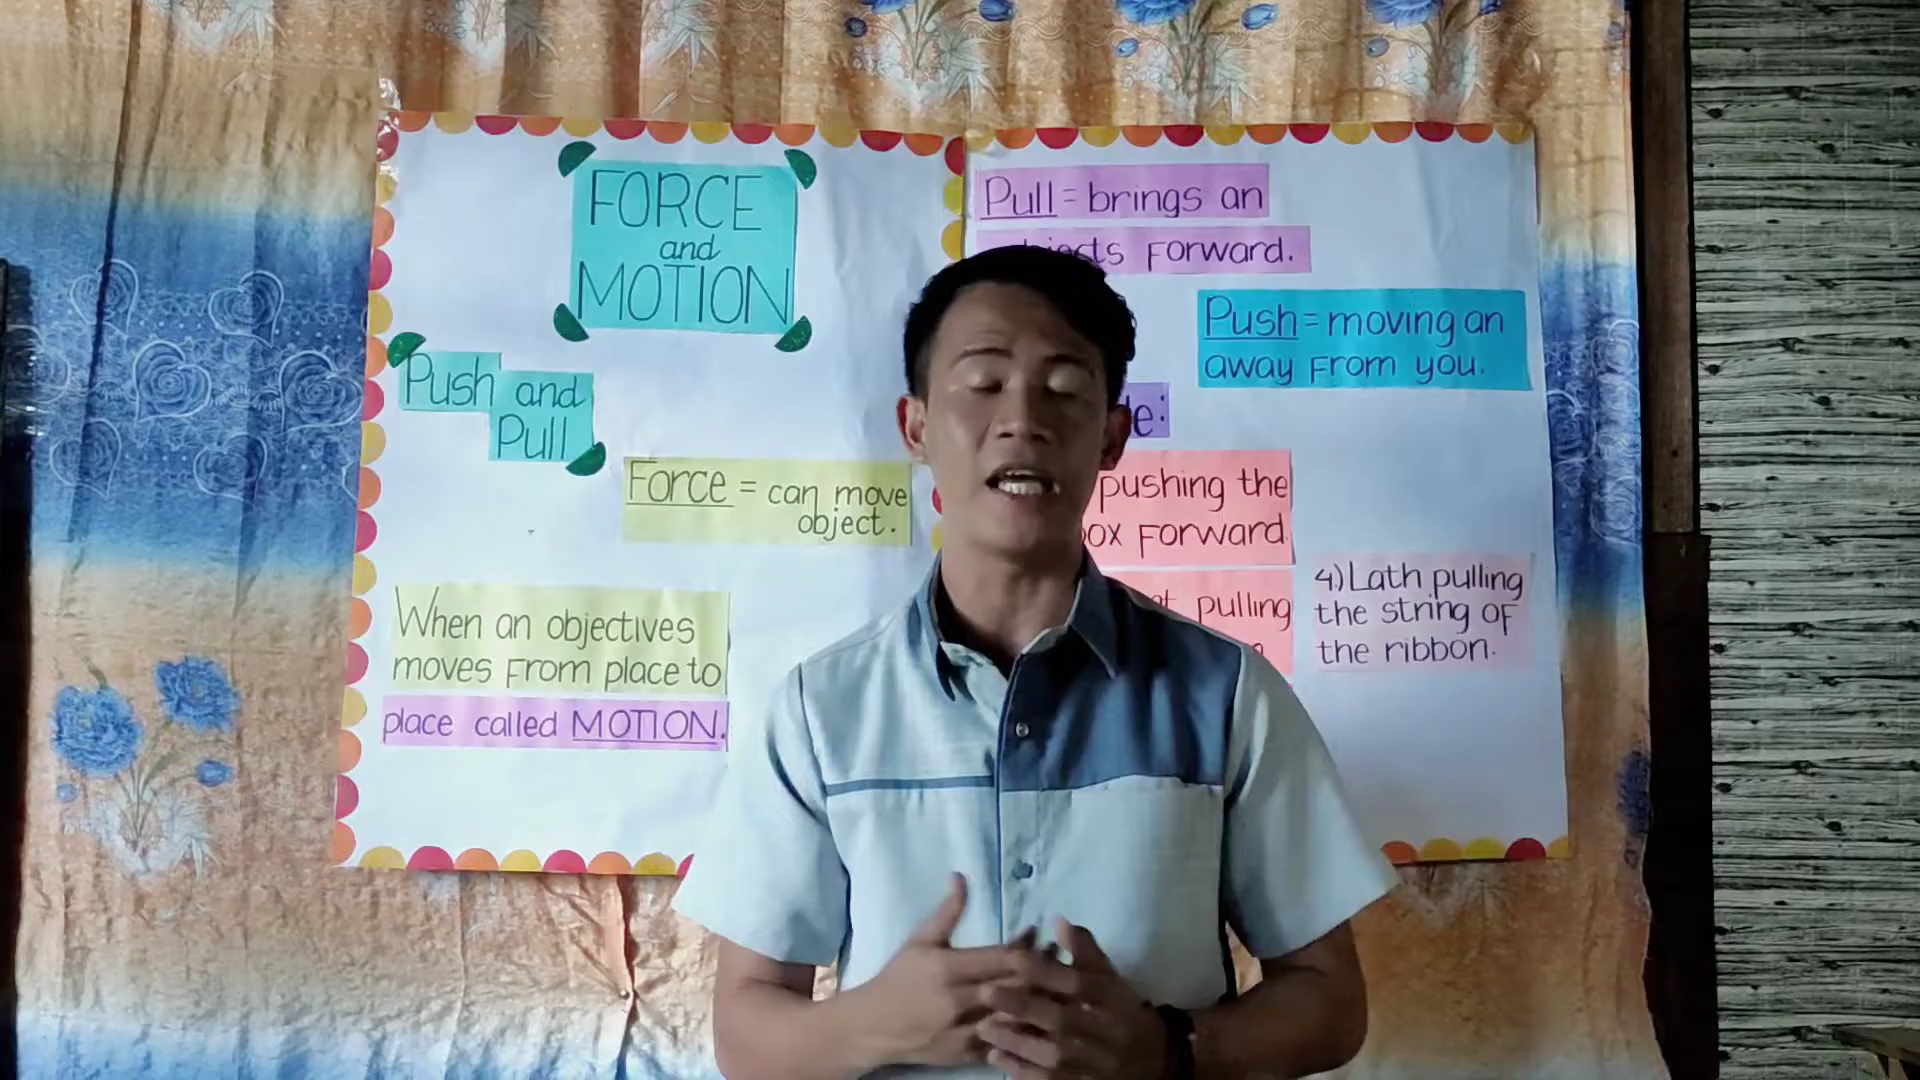 FORCE
and
MOTION
Push and
Pull
Force = can move
object.
When an objectives
moves From place to
place called MOTION.
Pull = brings an
Forward.
Push = moving an
away From you.
pushing the
Forward.
pulling
4) Lath pulling
the string oF
the ribbon.